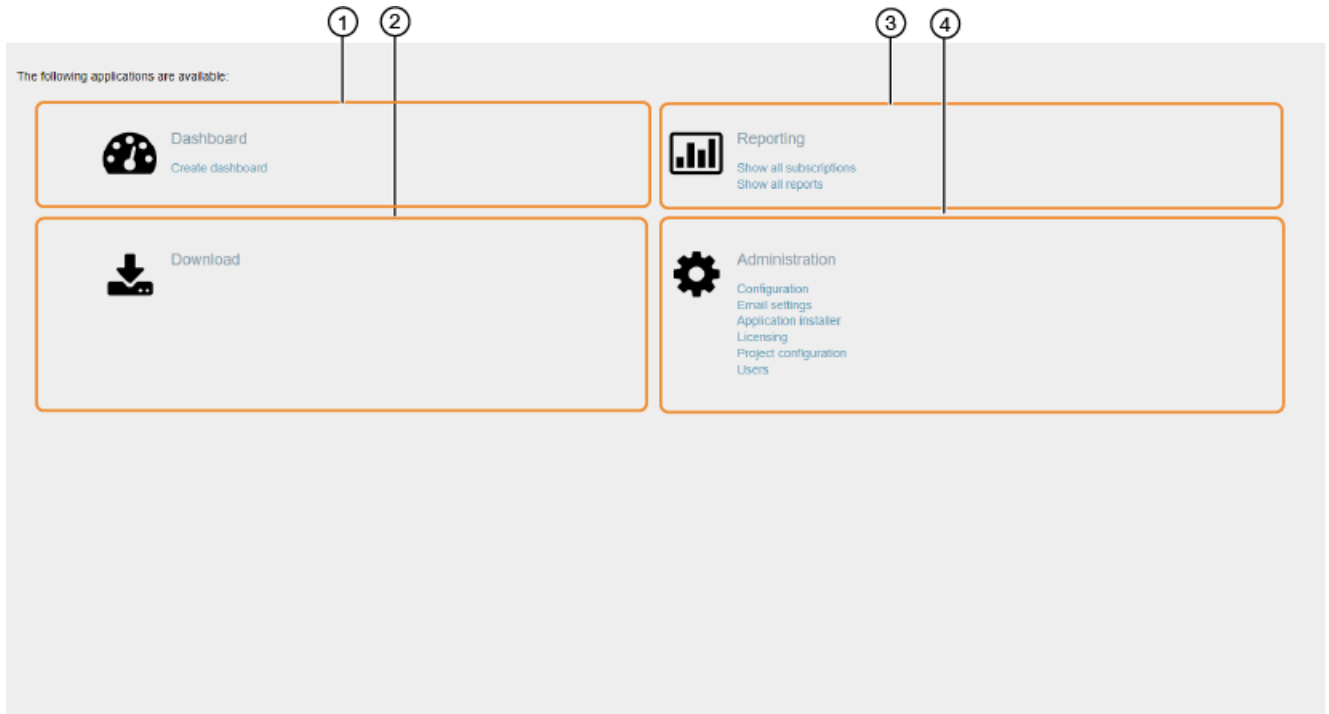 1 2 3 4
The following applications are available:
Dashboard
Create dashboard
Reporting
Show all subscriptions
Show all reports
Download
Administration
Configuration
Email settings
Application installer
Licensing
Project configuration
Users